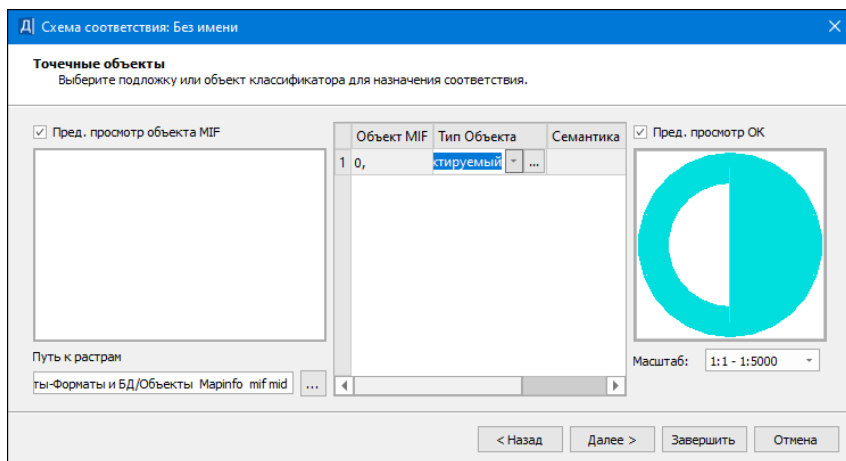 Схема соответствия: Без имени
Точечные объекты
Выберите подложку или объект классификатора для назначения соответствия.
Пред. просмотр объекта MIF
Объект MIF Тип Объекта Семантика
1 0, ктируемый ...
Пред. просмотр ОК
Путь к растрам
ты-Форматы и БД/Объекты Mapinfo mif mid ...
Масштаб: 1:1 - 1:5000
< Назад Далее > Завершить Отмена